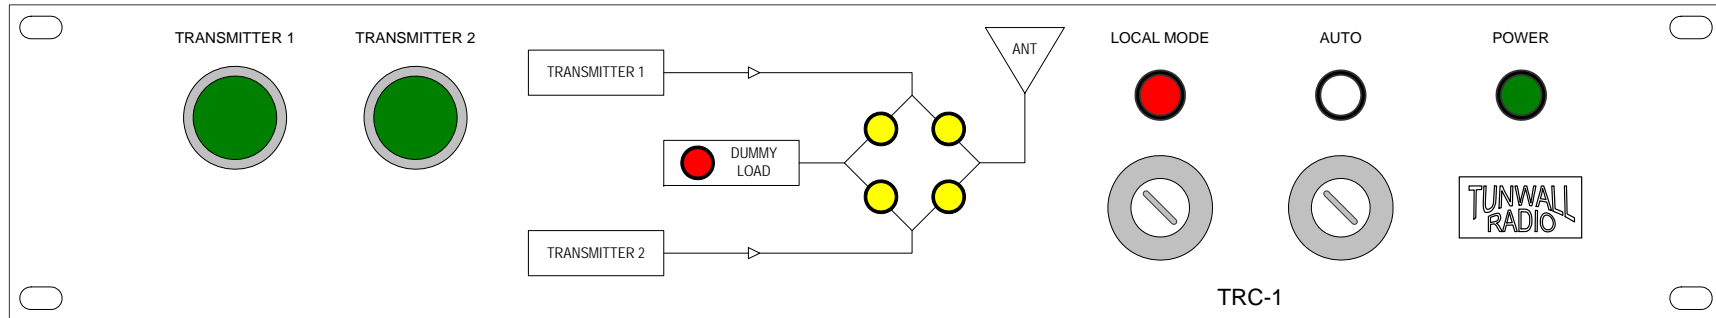 TRANSMITTER 1
TRANSMITTER 2
TRANSMITTER 1
DUMMY
LOAD
TRANSMITTER 2
ANT
LOCAL MODE
AUTO
POWER
TUNWALL
RADIO
TRC-1